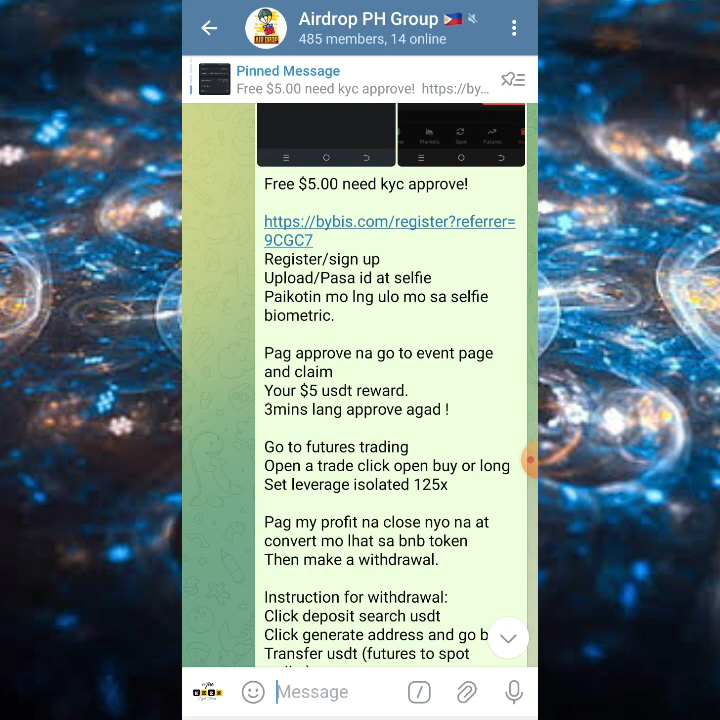 Airdrop PH Group 🇵🇭
485 members, 14 online
Pinned Message
Free $5.00 need kyc approve! https://by...
Markets Spot Futures
Free $5.00 need kyc approve!
https://bybis.com/register?referrer=
9CGC7
Register/sign up
Upload/Pasa id at selfie
Paikotin mo lng ulo mo sa selfie
biometric.
Pag approve na go to event page
and claim
Your $5 usdt reward.
3mins lang approve agad !
Go to futures trading
Open a trade click open buy or long
Set leverage isolated 125x
Pag my profit na close nyo na at
convert mo lhat sa bnb token
Then make a withdrawal.
Instruction for withdrawal:
Click deposit search usdt
Click generate address and go b
Transfer usdt (futures to spot
Message